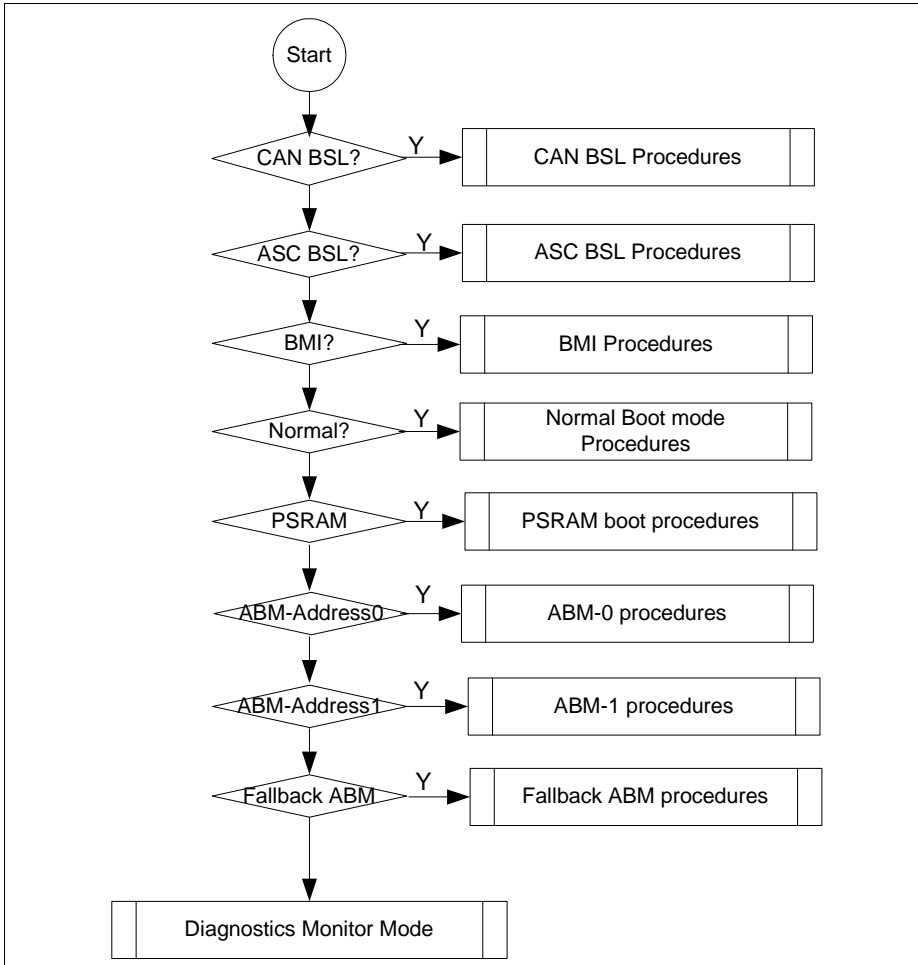 Start
CAN BSL?
Y
CAN BSL Procedures
ASC BSL?
Y
ASC BSL Procedures
BMI?
Y
BMI Procedures
Normal?
Y
Normal Boot mode
Procedures
PSRAM
Y
PSRAM boot procedures
ABM-Address0
Y
ABM-0 procedures
ABM-Address1
Y
ABM-1 procedures
Fallback ABM
Y
Fallback ABM procedures
Diagnostics Monitor Mode